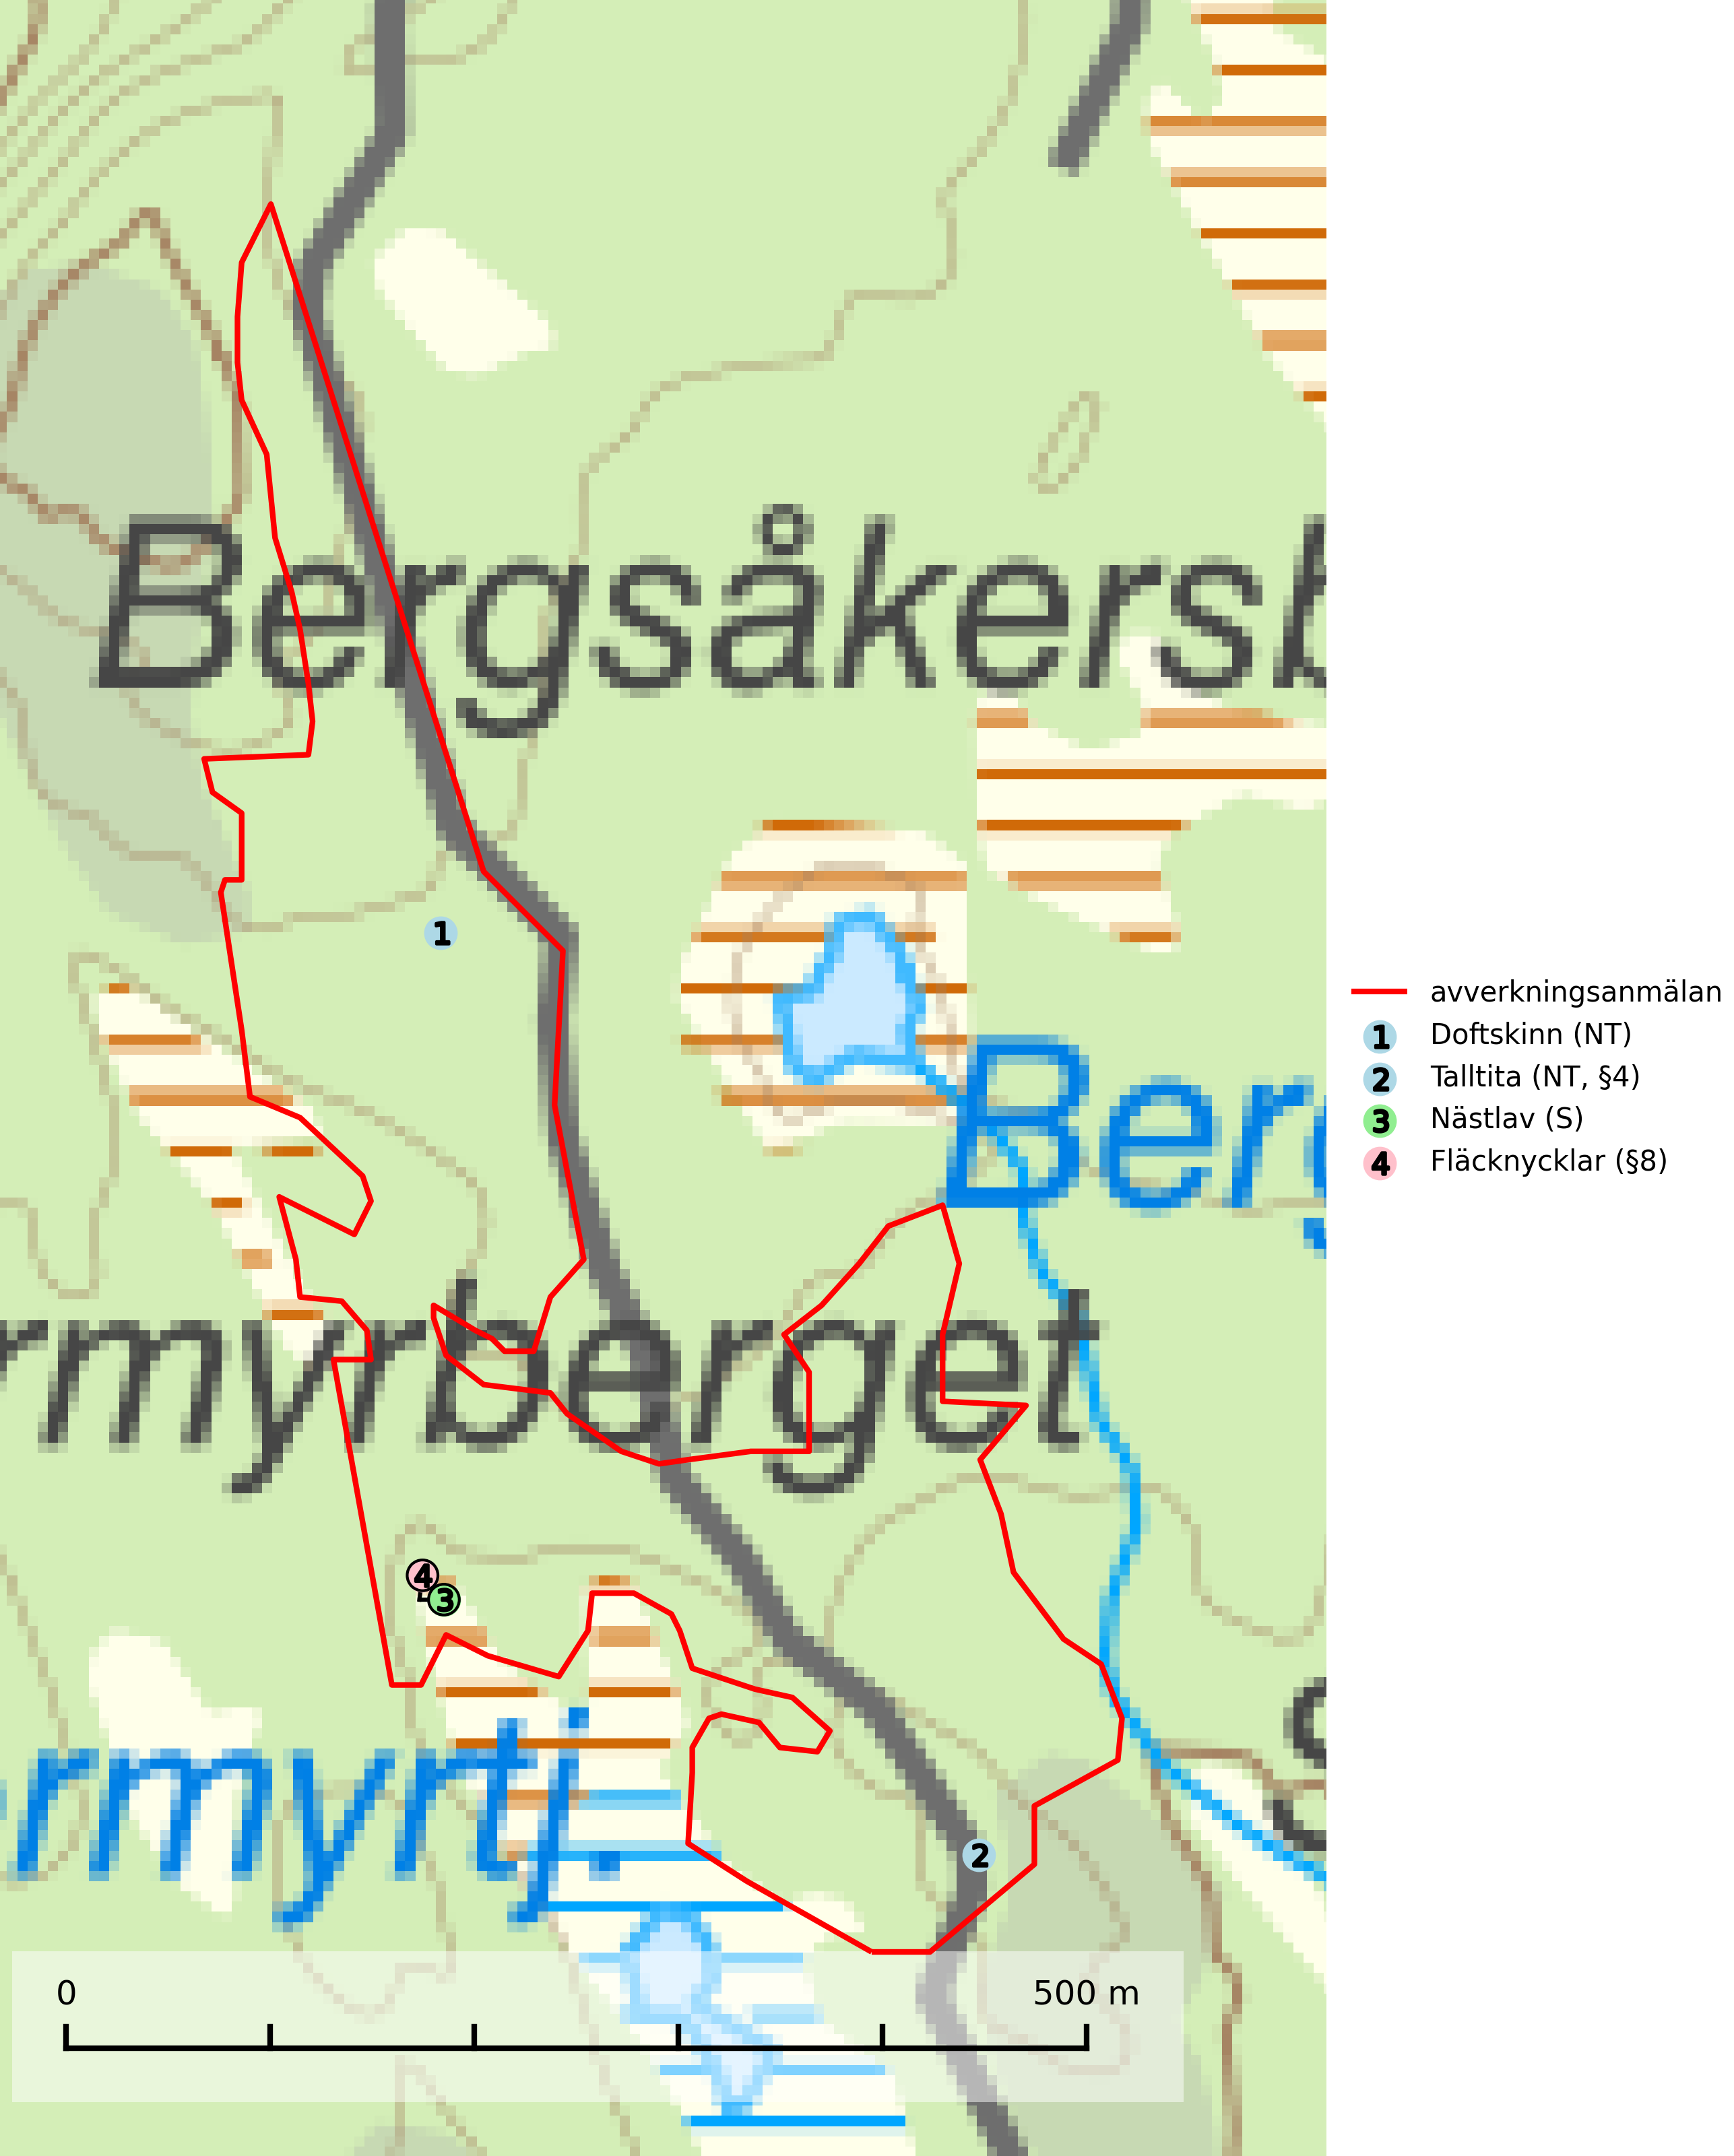 Bergsåkersb
1
Ber
rmyrberget
4
3
rmyrtj.
2
0
500 m
avverkningsanmälan
1 Doftskinn (NT)
2 Talltita (NT, §4)
3 Nästlav (S)
4 Fläcknycklar (§8)